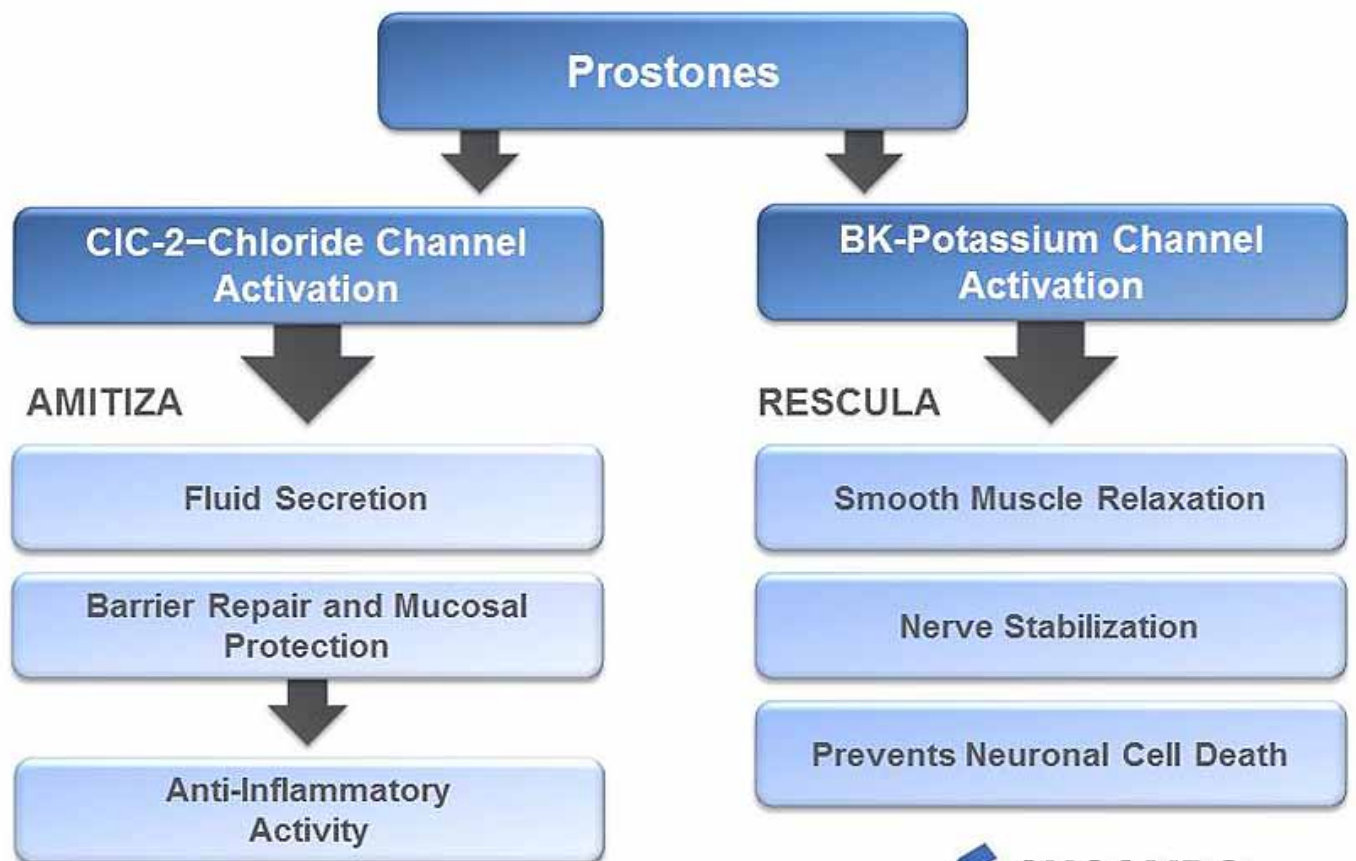 Prostones
ClC-2–Chloride Channel
Activation
BK-Potassium Channel
Activation
AMITIZA
RESCULA
Fluid Secretion
Smooth Muscle Relaxation
Barrier Repair and Mucosal
Protection
Nerve Stabilization
Prevents Neuronal Cell Death
Anti-Inflammatory
Activity